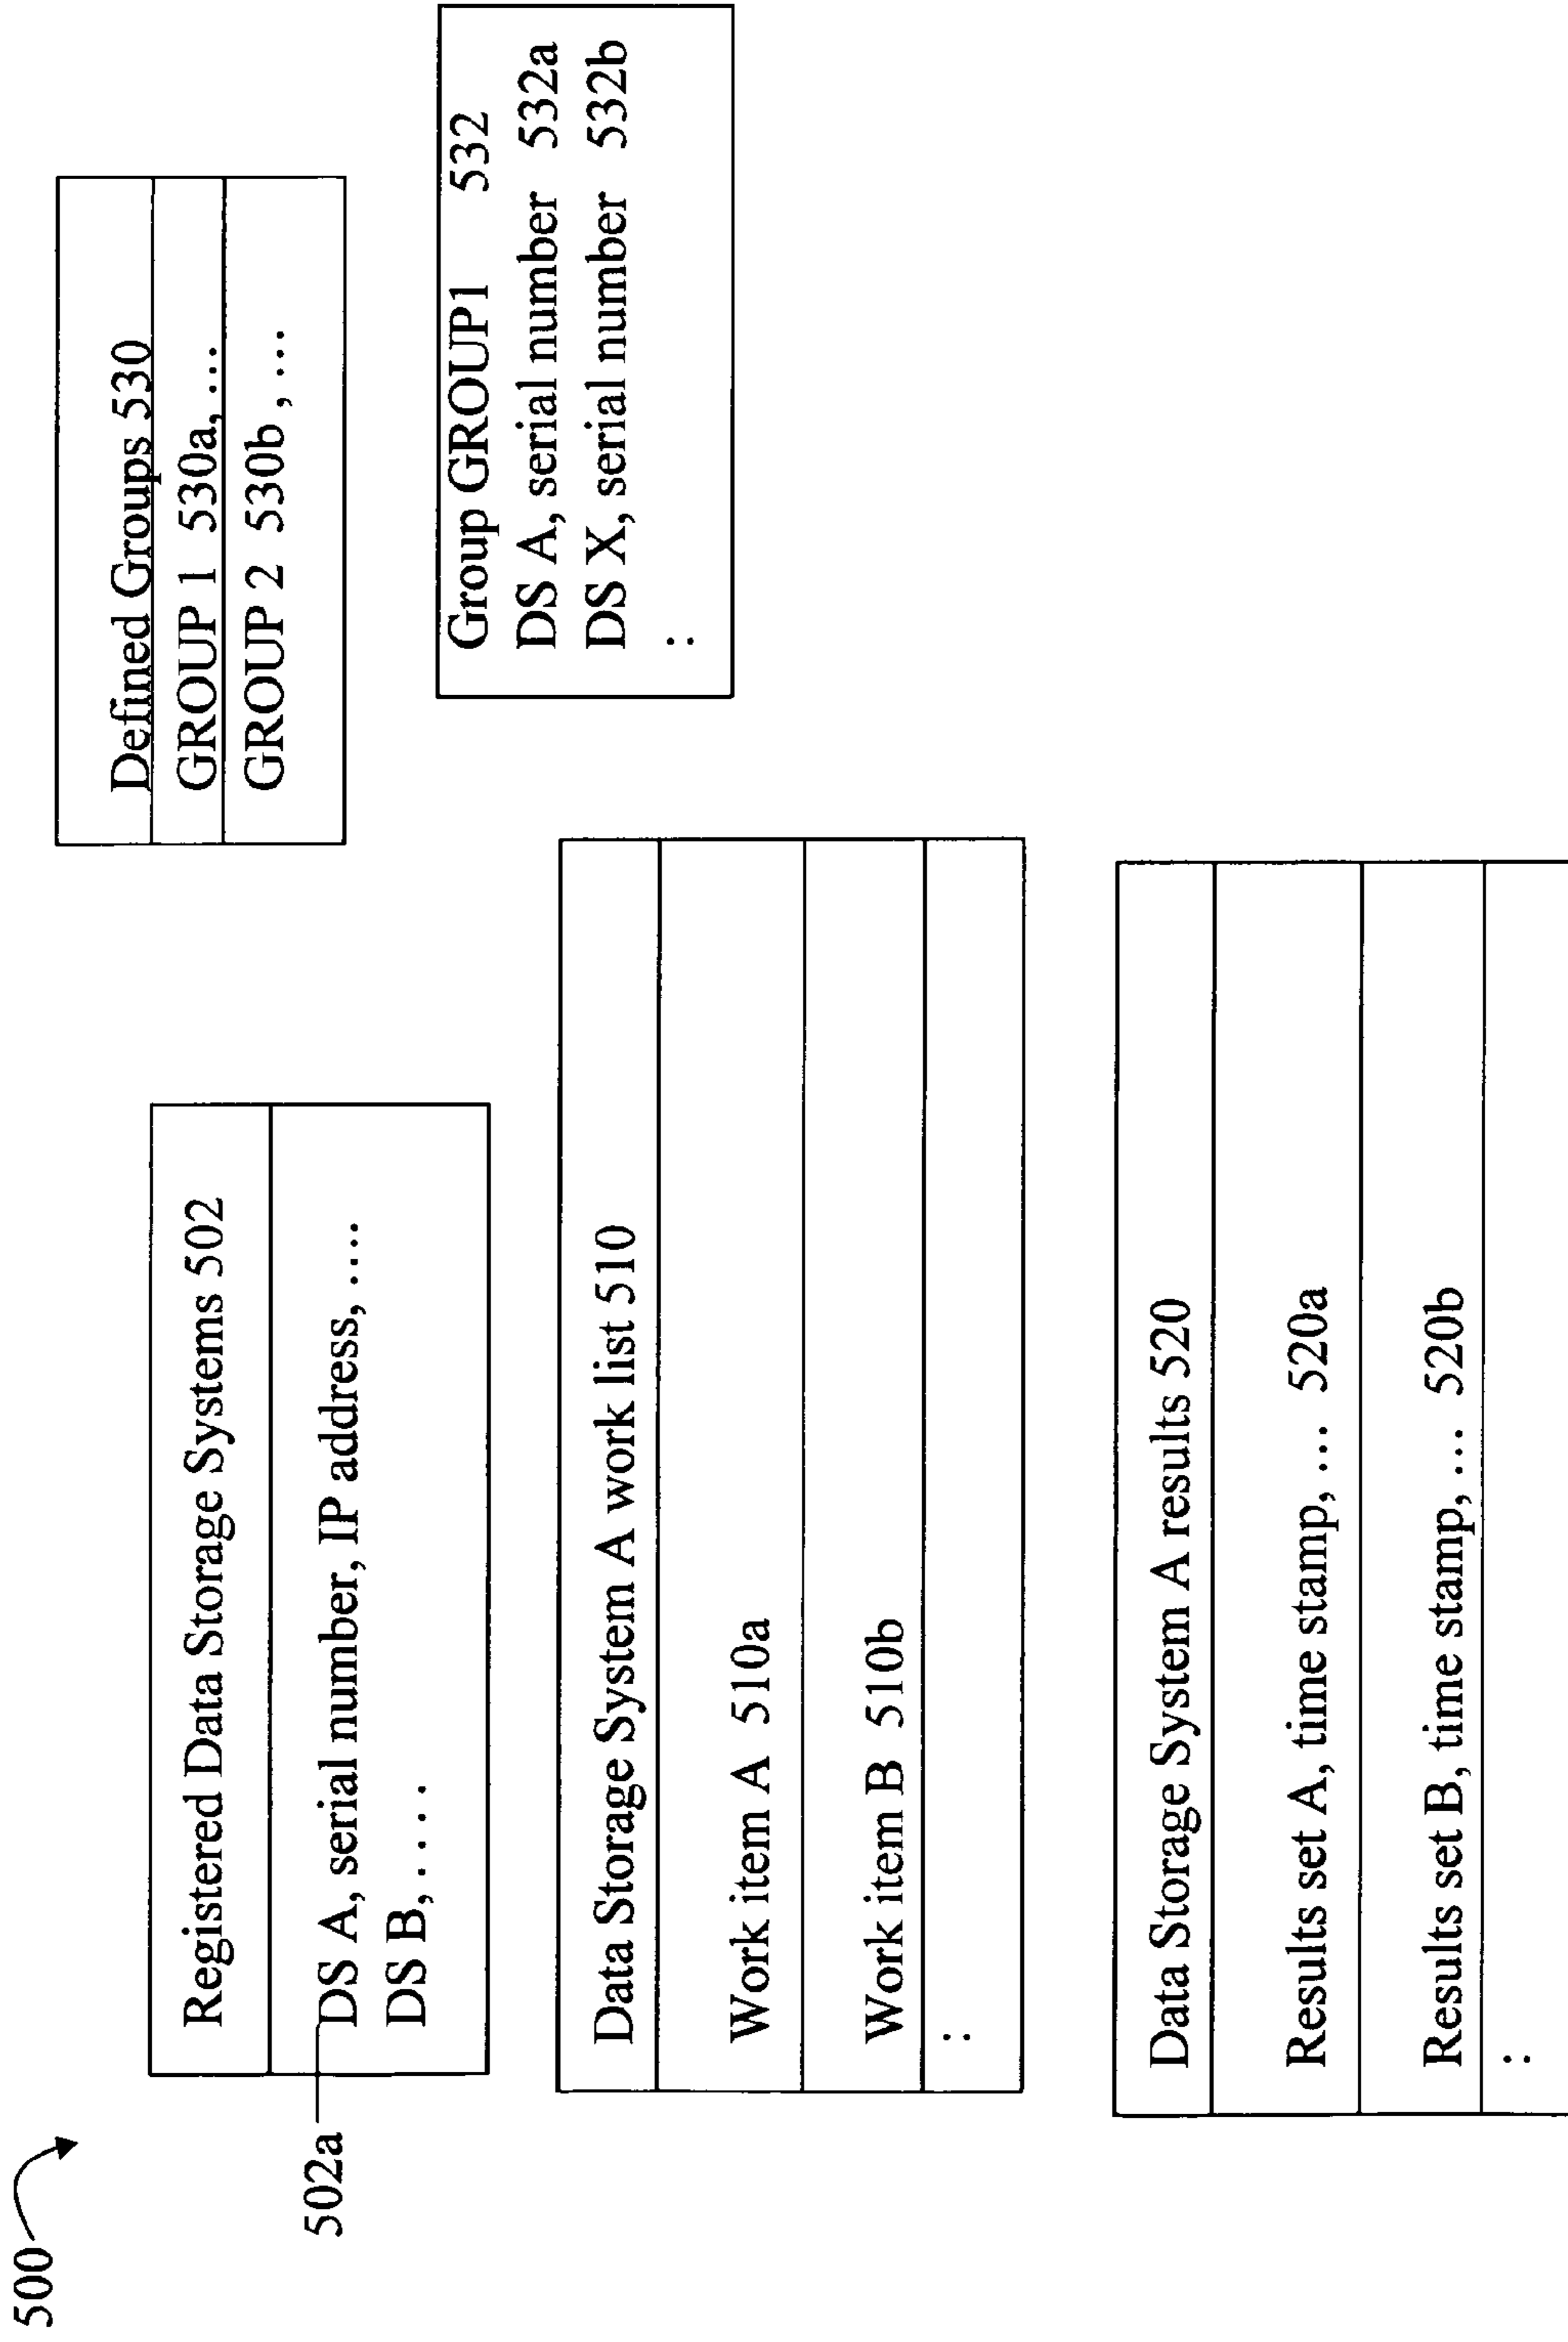 500
Registered Data Storage Systems 502
502a
DS A, serial number, IP address, ....
DS B, .....
Data Storage System A work list 510
Work item A 510a
Work item B 510b
:
Data Storage System A results 520
Results set A, time stamp, ... 520a
Results set B, time stamp, ... 520b
:
Defined Groups 530
GROUP 1 530a, ...
GROUP 2 530b , ...
Group GROUP1 532
DS A, serial number 532a
DS X, serial number 532b
: